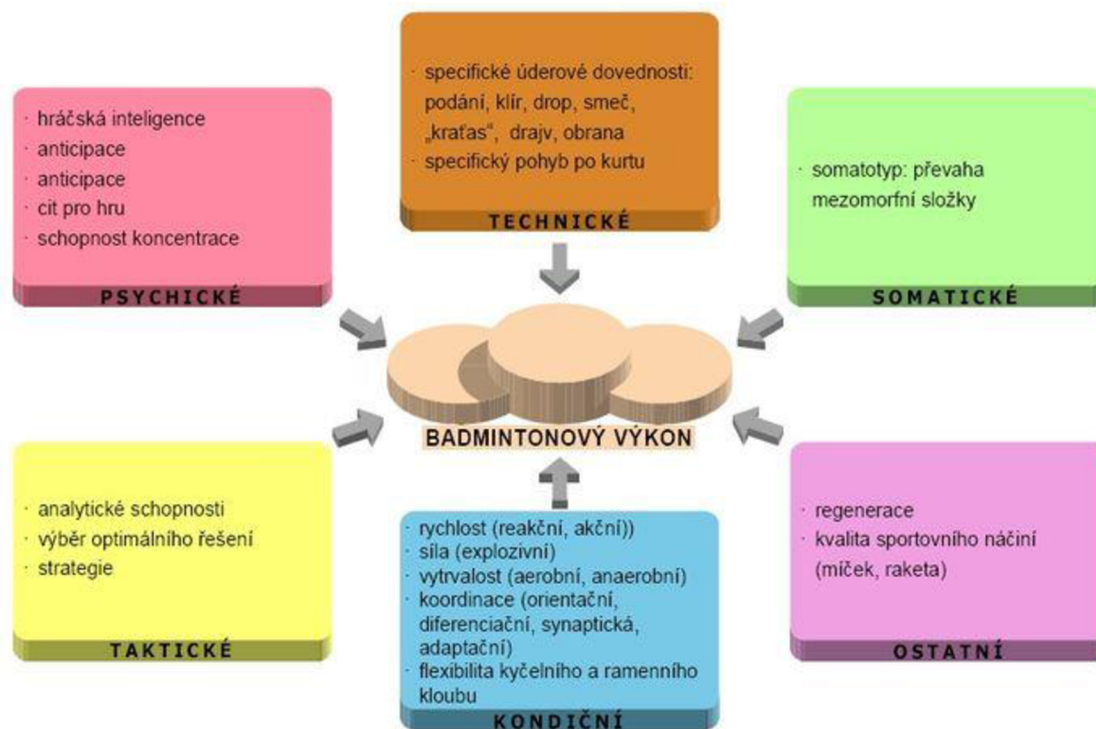 · hráčská inteligence
· anticipace
· anticipace
· cit pro hru
· schopnost koncentrace
PSYCHICKÉ
· specifické úderové dovednosti:
podání, klír, drop, smeč,
„kraťas“, drajv, obrana
· specifický pohyb po kurtu
TECHNICKÉ
· somatotyp: převaha
mezomorfní složky
SOMATICKÉ
BADMINTONOVÝ VÝKON
· analytické schopnosti
· výběr optimálního řešení
· strategie
TAKTICKÉ
· rychlost (reakční, akční))
· síla (explozivní)
· vytrvalost (aerobní, anaerobní)
· koordinace (orientační,
diferenciační, synaptická,
adaptační)
· flexibilita kyčelního a ramenního
kloubu
KONDIČNÍ
· regenerace
· kvalita sportovního náčiní
(míček, raketa)
OSTATNÍ